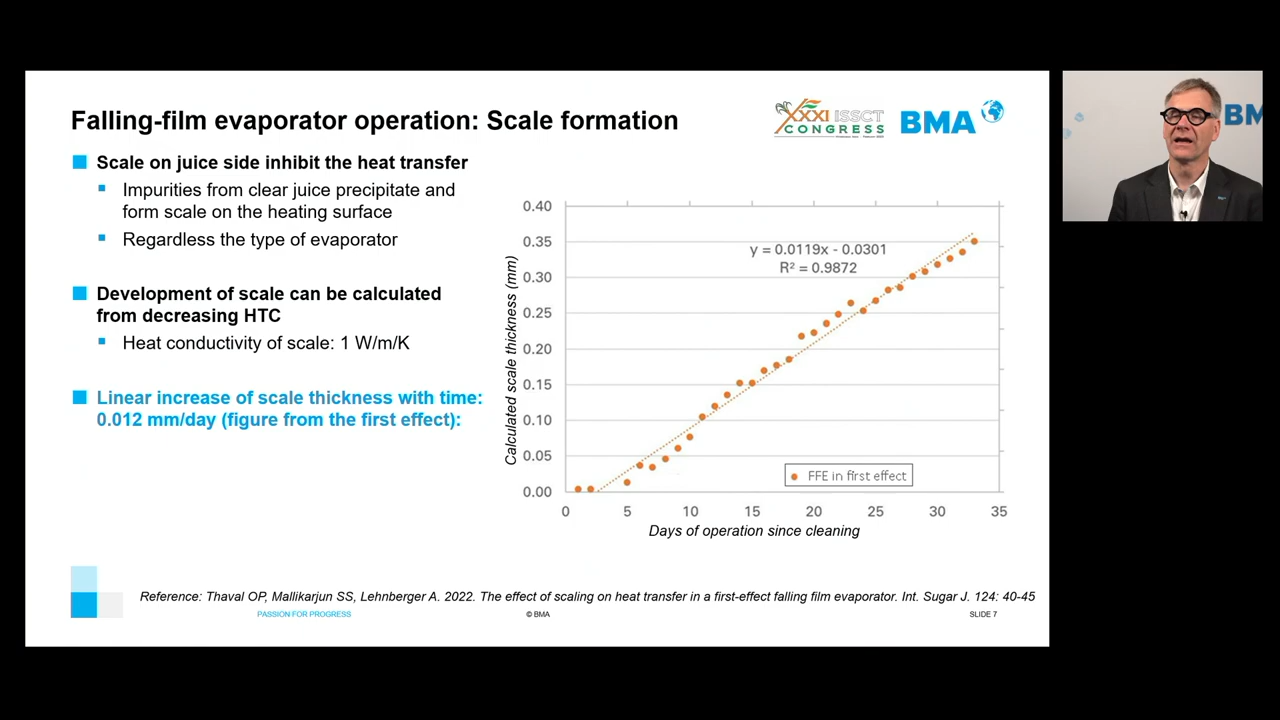 Falling-film evaporator operation: Scale formation
XXXI ISSCT
CONGRESS
BMA
BM
Scale on juice side inhibit the heat transfer
Impurities from clear juice precipitate and
form scale on the heating surface
Regardless the type of evaporator
Development of scale can be calculated
from decreasing HTC
Heat conductivity of scale: 1 W/m/K
Linear increase of scale thickness with time:
0.012 mm/day (figure from the first effect):
Calculated scale thickness (mm)
0.40
0.35
0.30
0.25
0.20
0.15
0.10
0.05
0.00
y = 0.0119x - 0.0301
R² = 0.9872
FFE in first effect
0 5 10 15 20 25 30 35
Days of operation since cleaning
Reference: Thaval OP, Mallikarjun SS, Lehnberger A. 2022. The effect of scaling on heat transfer in a first-effect falling film evaporator. Int. Sugar J. 124: 40-45
PASSION FOR PROGRESS
© BMA
SLIDE 7